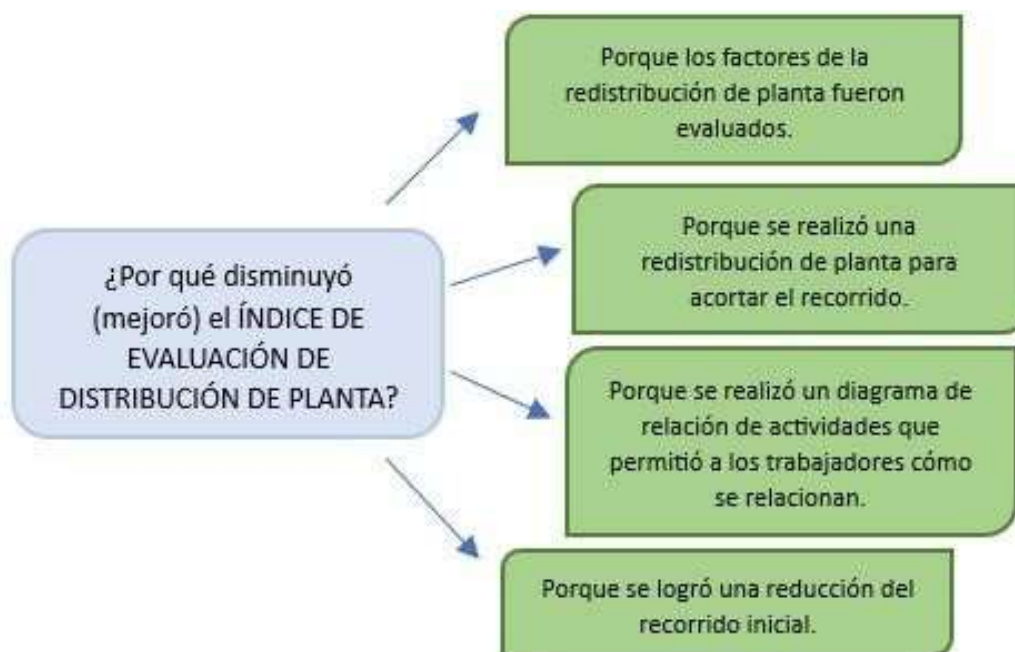 Porque los factores de la
redistribución de planta fueron
evaluados.
¿Por qué disminuyó
(mejoró) el ÍNDICE DE
EVALUACIÓN DE
DISTRIBUCIÓN DE PLANTA?
Porque se realizó una
redistribución de planta para
acortar el recorrido.
Porque se realizó un diagrama de
relación de actividades que
permitió a los trabajadores cómo
se relacionan.
Porque se logró una reducción del
recorrido inicial.